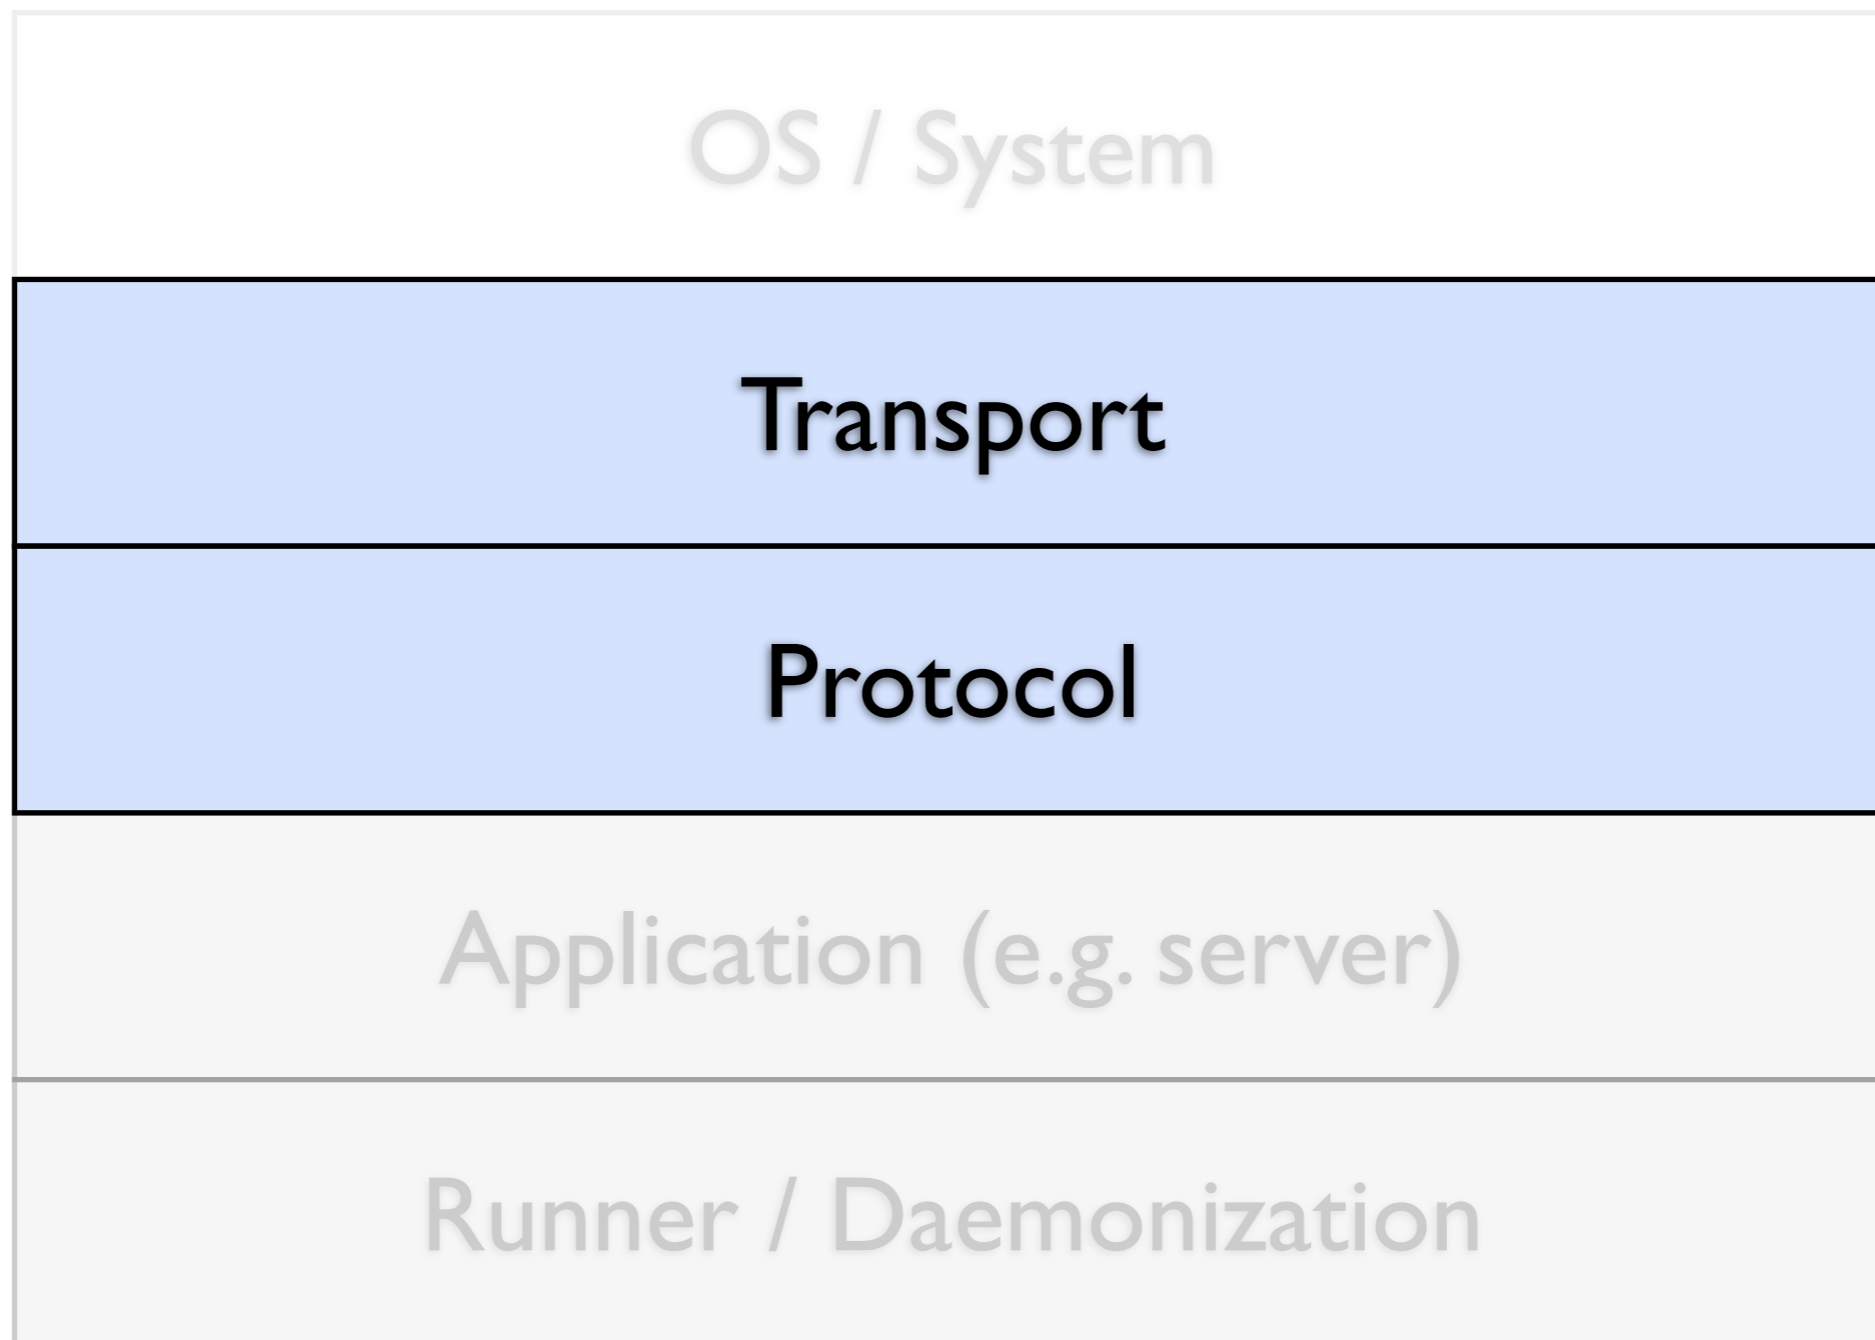 OS / System
Transport
Protocol
Application (e.g. server)
Runner / Daemonization